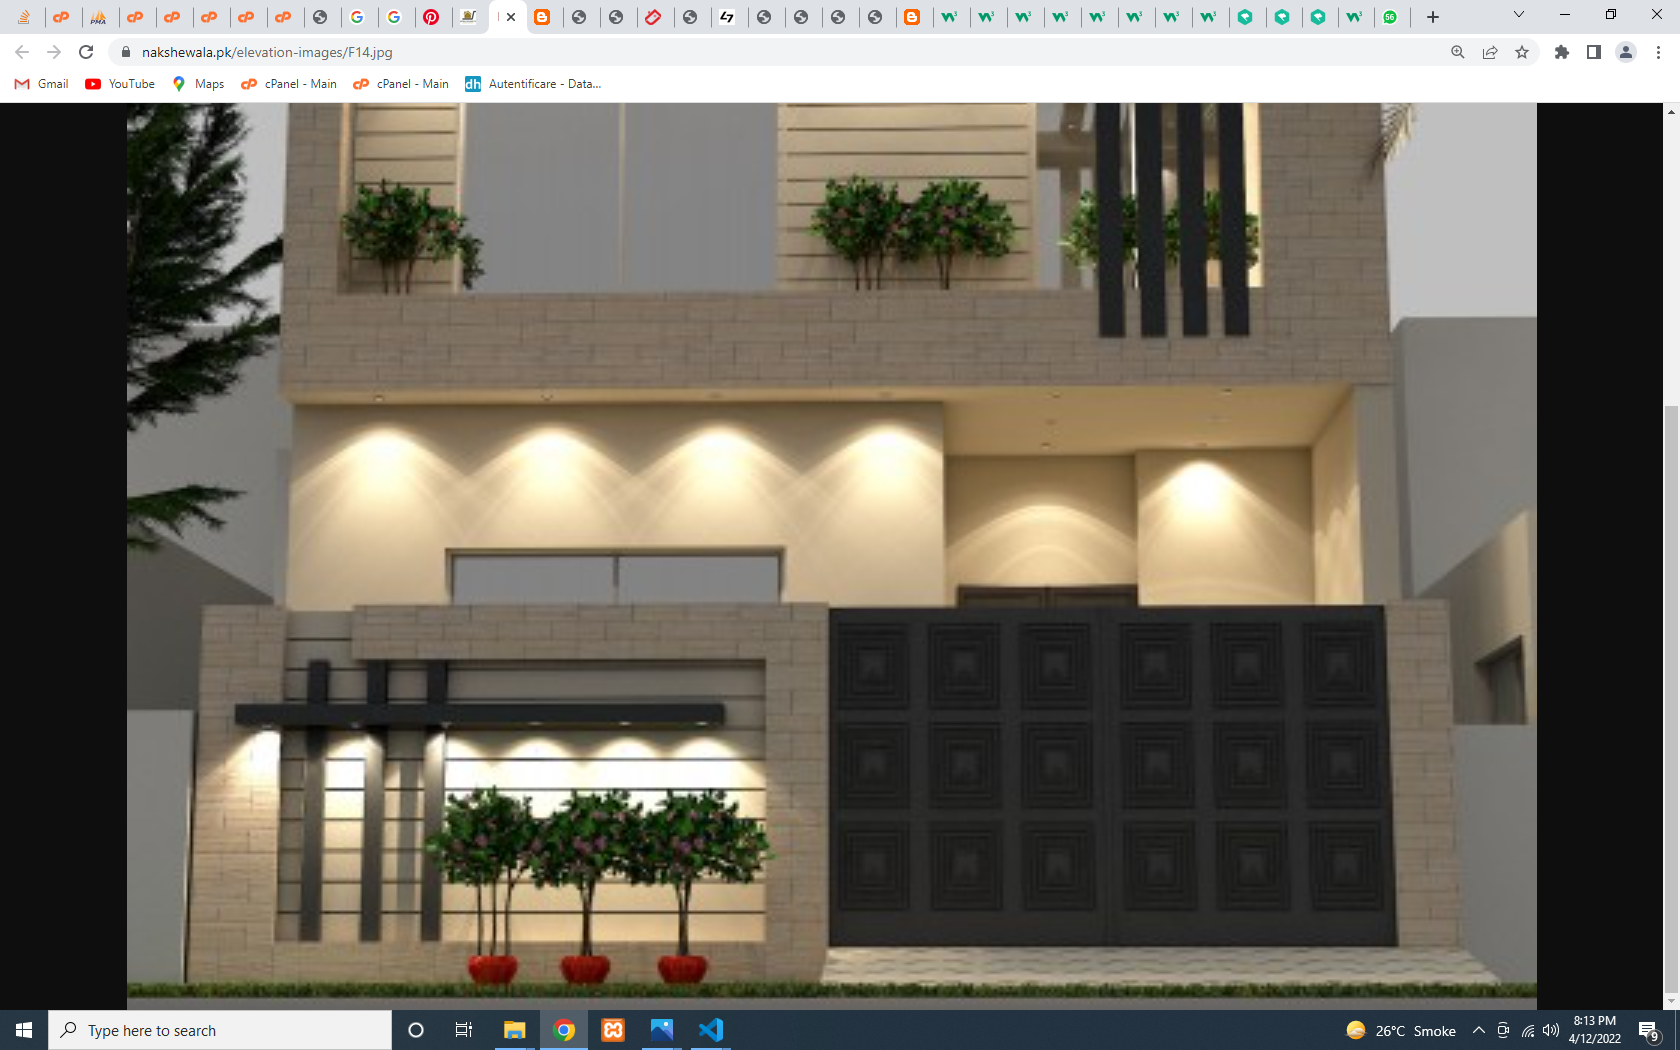 nakshewala.pk/elevation-images/F14.jpg
Gmail
YouTube
Maps
cPanel - Main
cPanel - Main
Autentificare - Data...
Type here to search
26°C Smoke
8:13 PM
4/12/2022
9